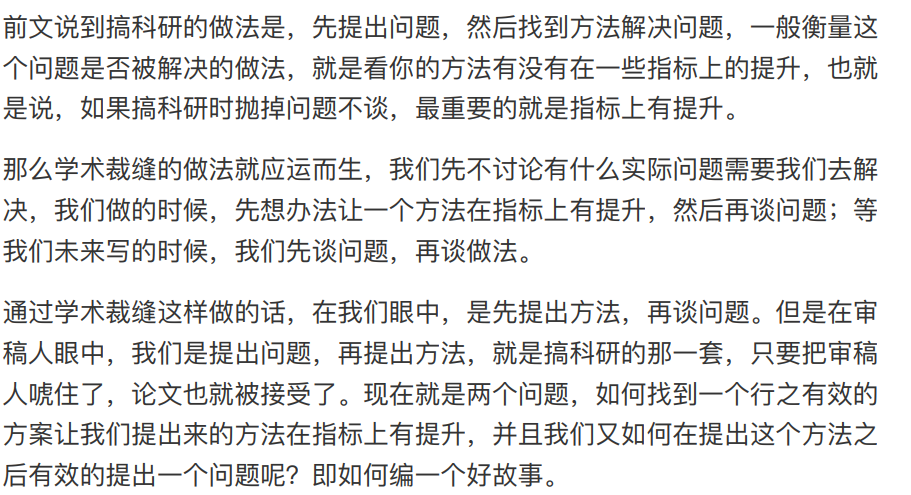 前文说到搞科研的做法是，先提出问题，然后找到方法解决问题，一般衡量这
个问题是否被解决的做法，就是看你的方法有没有在一些指标上的提升，也就
是说，如果搞科研时抛掉问题不谈，最重要的就是指标上有提升。
那么学术裁缝的做法就应运而生，我们先不讨论有什么实际问题需要我们去解
决，我们做的时候，先想办法让一个方法在指标上有提升，然后再谈问题；等
我们未来写的时候，我们先谈问题，再谈做法。
通过学术裁缝这样做的话，在我们眼中，是先提出方法，再谈问题。但是在审
稿人眼中，我们是提出问题，再提出方法，就是搞科研的那一套，只要把审稿
人唬住了，论文也就被接受了。现在就是两个问题，如何找到一个行之有效的
方案让我们提出来的方法在指标上有提升，并且我们又如何在提出这个方法之
后有效的提出一个问题呢？即如何编一个好故事。